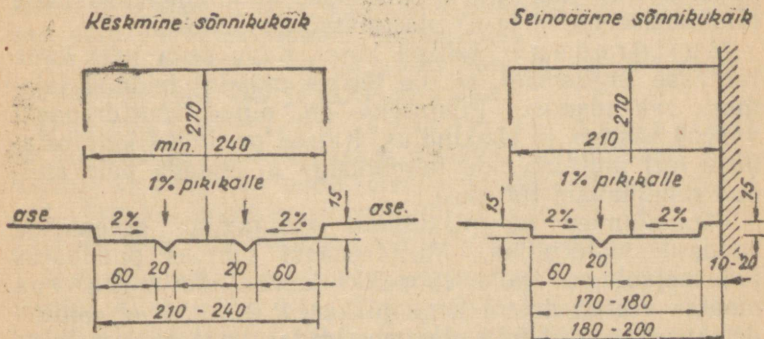 Keskmine sõnnikukäik
270
min. 240
1% pikikalle
ase
2%
2%
ase.
15
60
20
20
60
210 - 240
Seinaäärne sõnnikukäik
270
210
1% pikikalle
15
2%
2%
15
60
20
10-20
170 - 180
180 - 200